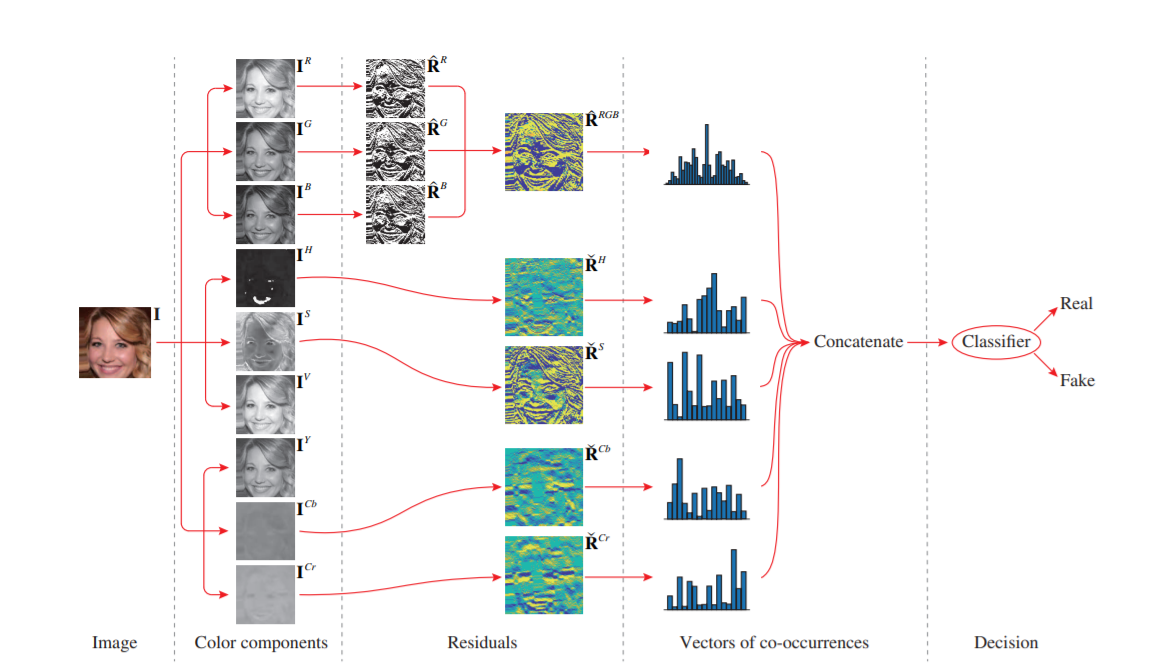 I^R
R̂^R
I^G
R̂^G
R̂^RGB
I^B
R̂^B
I^H
Ř^H
I
Real
I^S
Concatenate
Classifier
Ř^S
I^V
Fake
I^Y
Ř^Cb
I^Cb
Ř^Cr
I^Cr
Image
Color components
Residuals
Vectors of co-occurrences
Decision